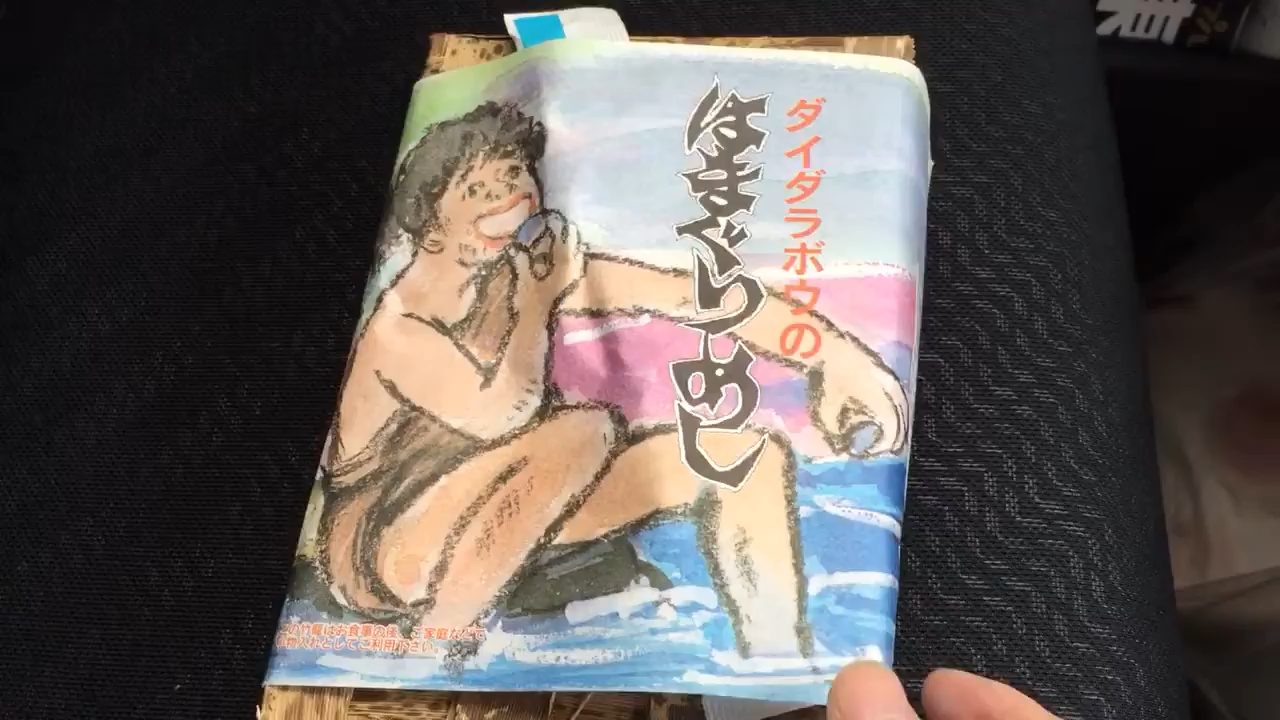 ダイダラボウの
はまぐりめし
この竹籠はお食事の後、ご家庭などで
小物入れとしてご利用下さい。